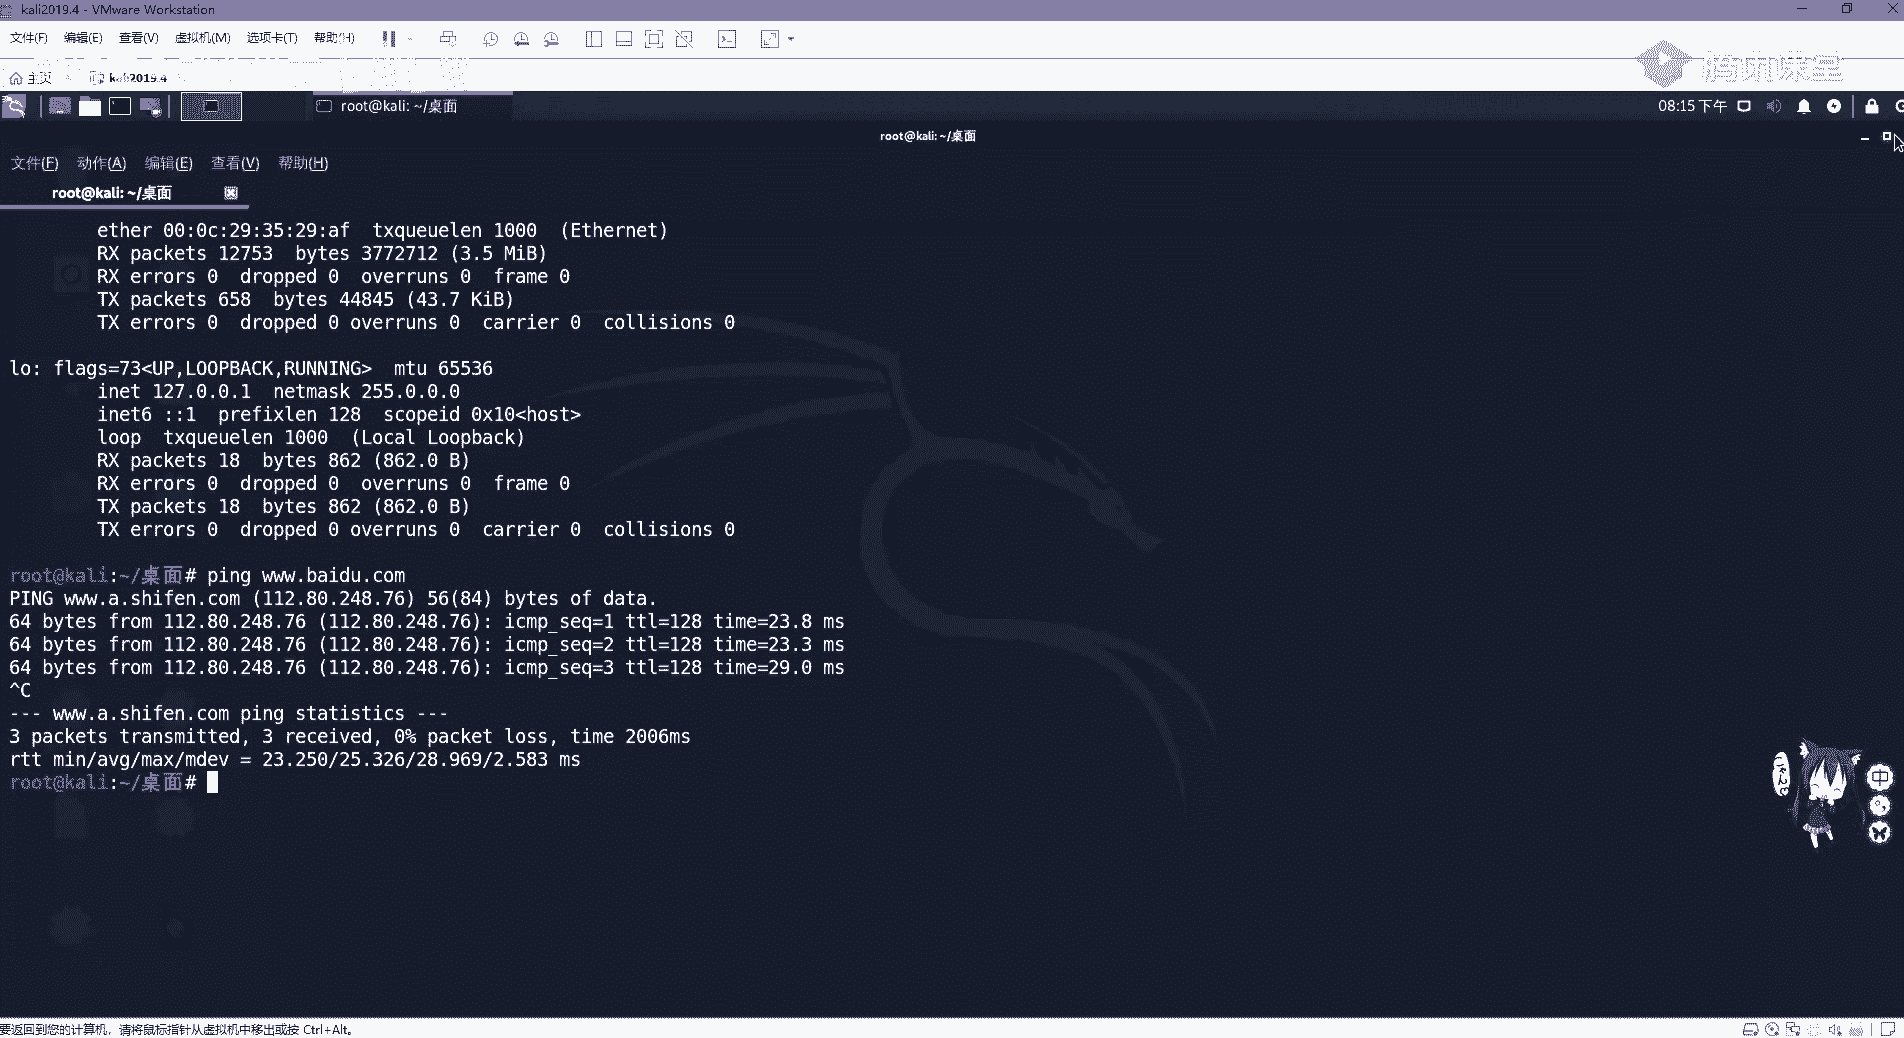 kali2019.4 - VMware Workstation
文件(F) 编辑(E) 查看(V) 虚拟机(M) 选项卡(T) 帮助(H)
腾讯课堂
主页 kali2019.4
root@kali: ~/桌面 08:15 下午
root@kali: ~/桌面
文件(F) 动作(A) 编辑(E) 查看(V) 帮助(H)
root@kali: ~/桌面
ether 00:0c:29:35:29:af txqueuelen 1000 (Ethernet)
RX packets 12753 bytes 3772712 (3.5 MiB)
RX errors 0 dropped 0 overruns 0 frame 0
TX packets 658 bytes 44845 (43.7 KiB)
TX errors 0 dropped 0 overruns 0 carrier 0 collisions 0
lo: flags=73<UP,LOOPBACK,RUNNING> mtu 65536
inet 127.0.0.1 netmask 255.0.0.0
inet6 ::1 prefixlen 128 scopeid 0x10<host>
loop txqueuelen 1000 (Local Loopback)
RX packets 18 bytes 862 (862.0 B)
RX errors 0 dropped 0 overruns 0 frame 0
TX packets 18 bytes 862 (862.0 B)
TX errors 0 dropped 0 overruns 0 carrier 0 collisions 0
root@kali:~/桌面# ping www.baidu.com
PING www.a.shifen.com (112.80.248.76) 56(84) bytes of data.
64 bytes from 112.80.248.76 (112.80.248.76): icmp_seq=1 ttl=128 time=23.8 ms
64 bytes from 112.80.248.76 (112.80.248.76): icmp_seq=2 ttl=128 time=23.3 ms
64 bytes from 112.80.248.76 (112.80.248.76): icmp_seq=3 ttl=128 time=29.0 ms
^C
--- www.a.shifen.com ping statistics ---
3 packets transmitted, 3 received, 0% packet loss, time 2006ms
rtt min/avg/max/mdev = 23.250/25.326/28.969/2.583 ms
root@kali:~/桌面#
中
要返回到您的计算机，请将鼠标指针从虚拟机中移出或按 Ctrl+Alt。